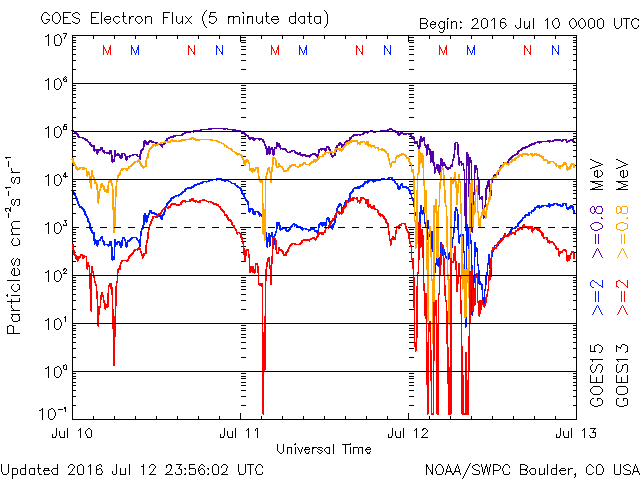 GOES Electron Flux (5 minute data)
Begin: 2016 Jul 10 0000 UTC
M M N N M M N N M M N N
10⁷
10⁶
10⁵
10⁴
10³
10²
10¹
10⁰
10⁻¹
Particles cm⁻²s⁻¹sr⁻¹
Jul 10 Jul 11 Jul 12 Jul 13
Universal Time
GOES15 >=2 >=0.8 MeV
GOES13 >=2 >=0.8 MeV
Updated 2016 Jul 12 23:56:02 UTC
NOAA/SWPC Boulder, CO USA